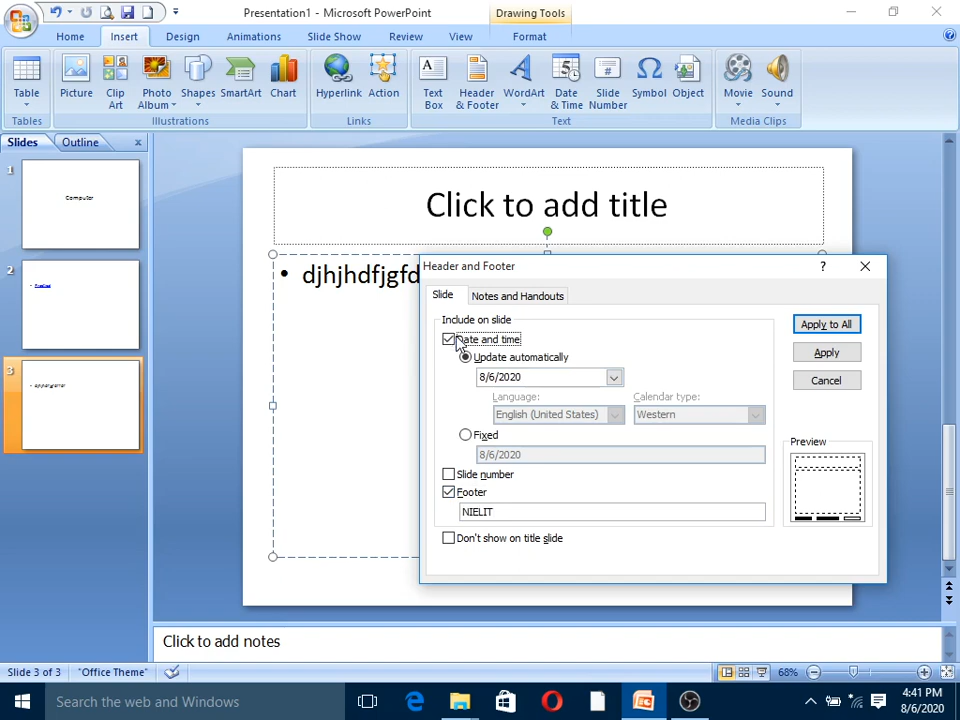 Presentation1 - Microsoft PowerPoint
Drawing Tools
Home
Insert
Design
Animations
Slide Show
Review
View
Format
Table
Picture
Clip Art
Photo Album
Shapes
SmartArt
Chart
Hyperlink
Action
Text Box
Header & Footer
WordArt
Date & Time
Slide Number
Symbol
Object
Movie
Sound
Tables
Illustrations
Links
Text
Media Clips
Slides
Outline
1
Computer
2
3
Click to add title
• djhjhdfjgfd
Header and Footer
?
Slide
Notes and Handouts
Include on slide
Date and time
Update automatically
8/6/2020
Language:
Calendar type:
English (United States)
Western
Fixed
8/6/2020
Slide number
Footer
NIELIT
Don't show on title slide
Apply to All
Apply
Cancel
Preview
Click to add notes
Slide 3 of 3
"Office Theme"
68%
Search the web and Windows
4:41 PM
8/6/2020